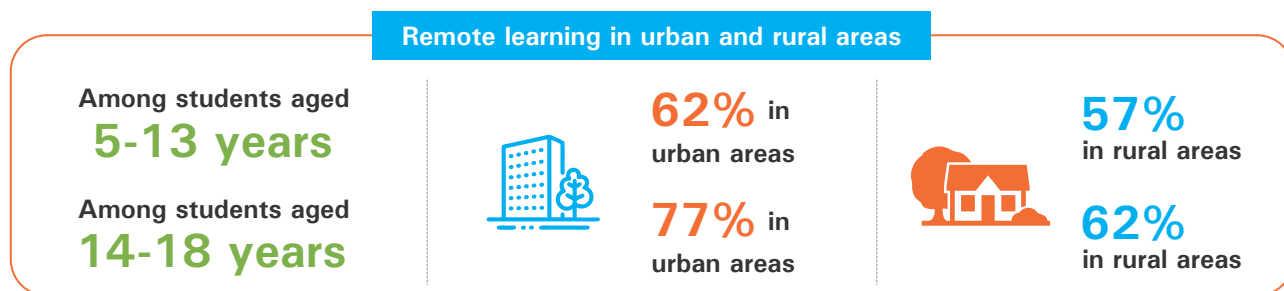 Remote learning in urban and rural areas
Among students aged
5-13 years
62% in
urban areas
57%
in rural areas
Among students aged
14-18 years
77% in
urban areas
62%
in rural areas